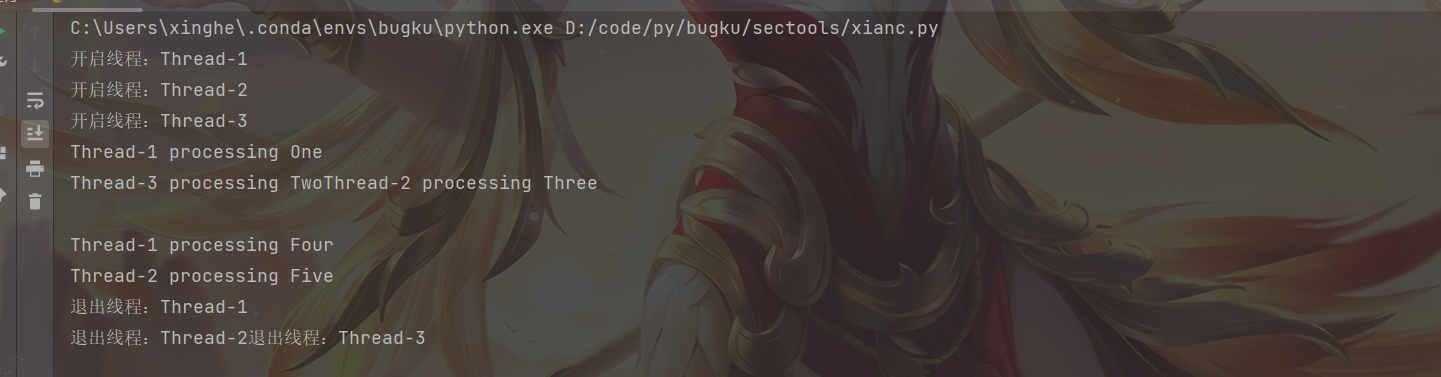 C:\Users\xinghe\.conda\envs\bugku\python.exe D:/code/py/bugku/sectools/xianc.py
开启线程：Thread-1
开启线程：Thread-2
开启线程：Thread-3
Thread-1 processing One
Thread-3 processing TwoThread-2 processing Three
Thread-1 processing Four
Thread-2 processing Five
退出线程：Thread-1
退出线程：Thread-2退出线程：Thread-3